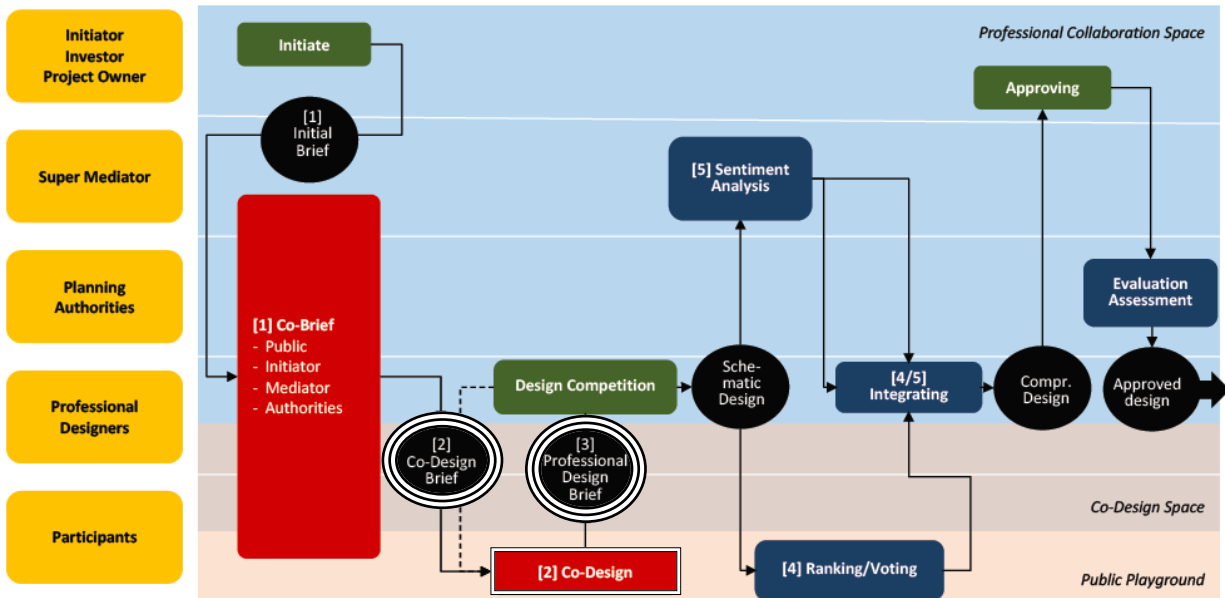 Initiator
Investor
Project Owner
Super Mediator
Planning
Authorities
Professional
Designers
Participants
Professional Collaboration Space
Initiate
[1]
Initial
Brief
[1] Co-Brief
- Public
- Initiator
- Mediator
- Authorities
[2]
Co-Design
Brief
Design Competition
[3]
Professional
Design
Brief
[2] Co-Design
[5] Sentiment
Analysis
Sche-
matic
Design
[4] Ranking/Voting
[4/5]
Integrating
Compr.
Design
Approving
Evaluation
Assessment
Approved
design
Co-Design Space
Public Playground